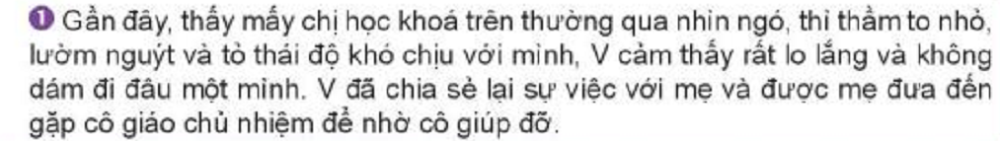 ❶ Gần đây, thấy mấy chị học khoá trên thường qua nhìn ngó, thì thầm to nhỏ,
lườm nguýt và tỏ thái độ khó chịu với mình, V cảm thấy rất lo lắng và không
dám đi đâu một mình. V đã chia sẻ lại sự việc với mẹ và được mẹ đưa đến
gặp cô giáo chủ nhiệm để nhờ cô giúp đỡ.